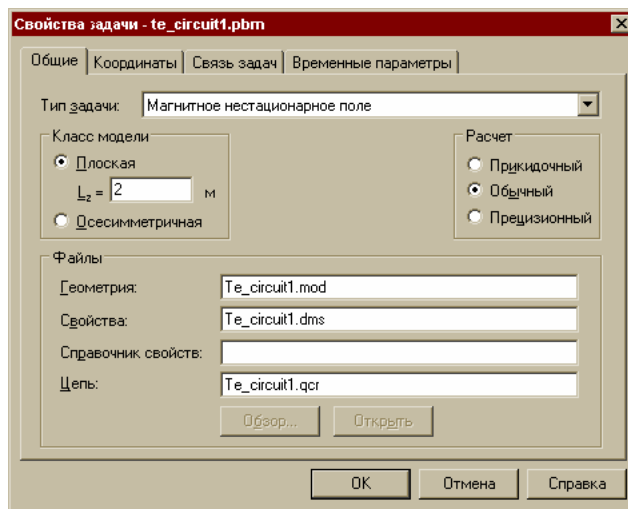 Свойства задачи - te_circuit1.pbm
Общие Координаты Связь задач Временные параметры
Тип задачи: Магнитное нестационарное поле
Класс модели Расчет
Плоская Прикидочный
Lz = 2 м Обычный
Осесимметричная Прецизионный
Файлы
Геометрия: Te_circuit1.mod
Свойства: Te_circuit1.dms
Справочник свойств:
Цепь: Te_circuit1.qcr
Обзор... Открыть
OK Отмена Справка